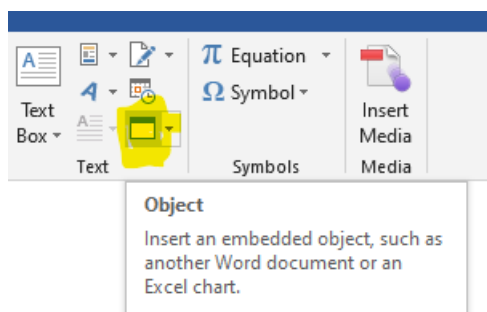 π Equation
Ω Symbol
Text
Box
Insert
Media
Text
Symbols
Media
Object
Insert an embedded object, such as
another Word document or an
Excel chart.